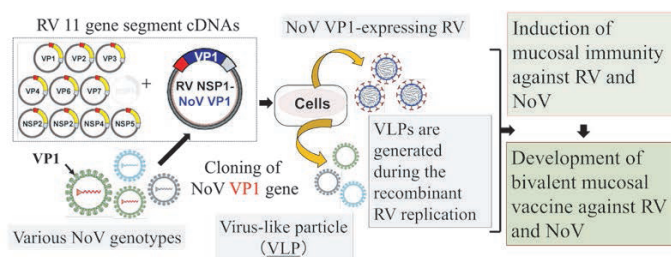 RV 11 gene segment cDNAs
VP1
VP2
VP3
VP4
VP6
VP7
NSP2
NSP4
NSP5
+
VP1
RV NSP1-
NoV VP1
VP1
Various NoV genotypes
Cloning of
NoV VP1 gene
NoV VP1-expressing RV
Cells
VLPs are
generated
during the
recombinant
RV replication
Virus-like particle
(VLP)
Induction of
mucosal immunity
against RV and
NoV
Development of
bivalent mucosal
vaccine against RV
and NoV